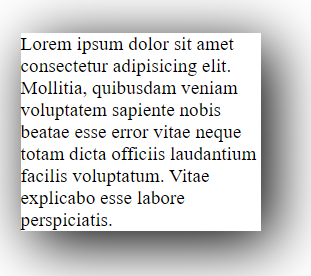 Lorem ipsum dolor sit amet
consectetur adipisicing elit.
Mollitia, quibusdam veniam
voluptatem sapiente nobis
beatae esse error vitae neque
totam dicta officiis laudantium
facilis voluptatum. Vitae
explicabo esse labore
perspiciatis.